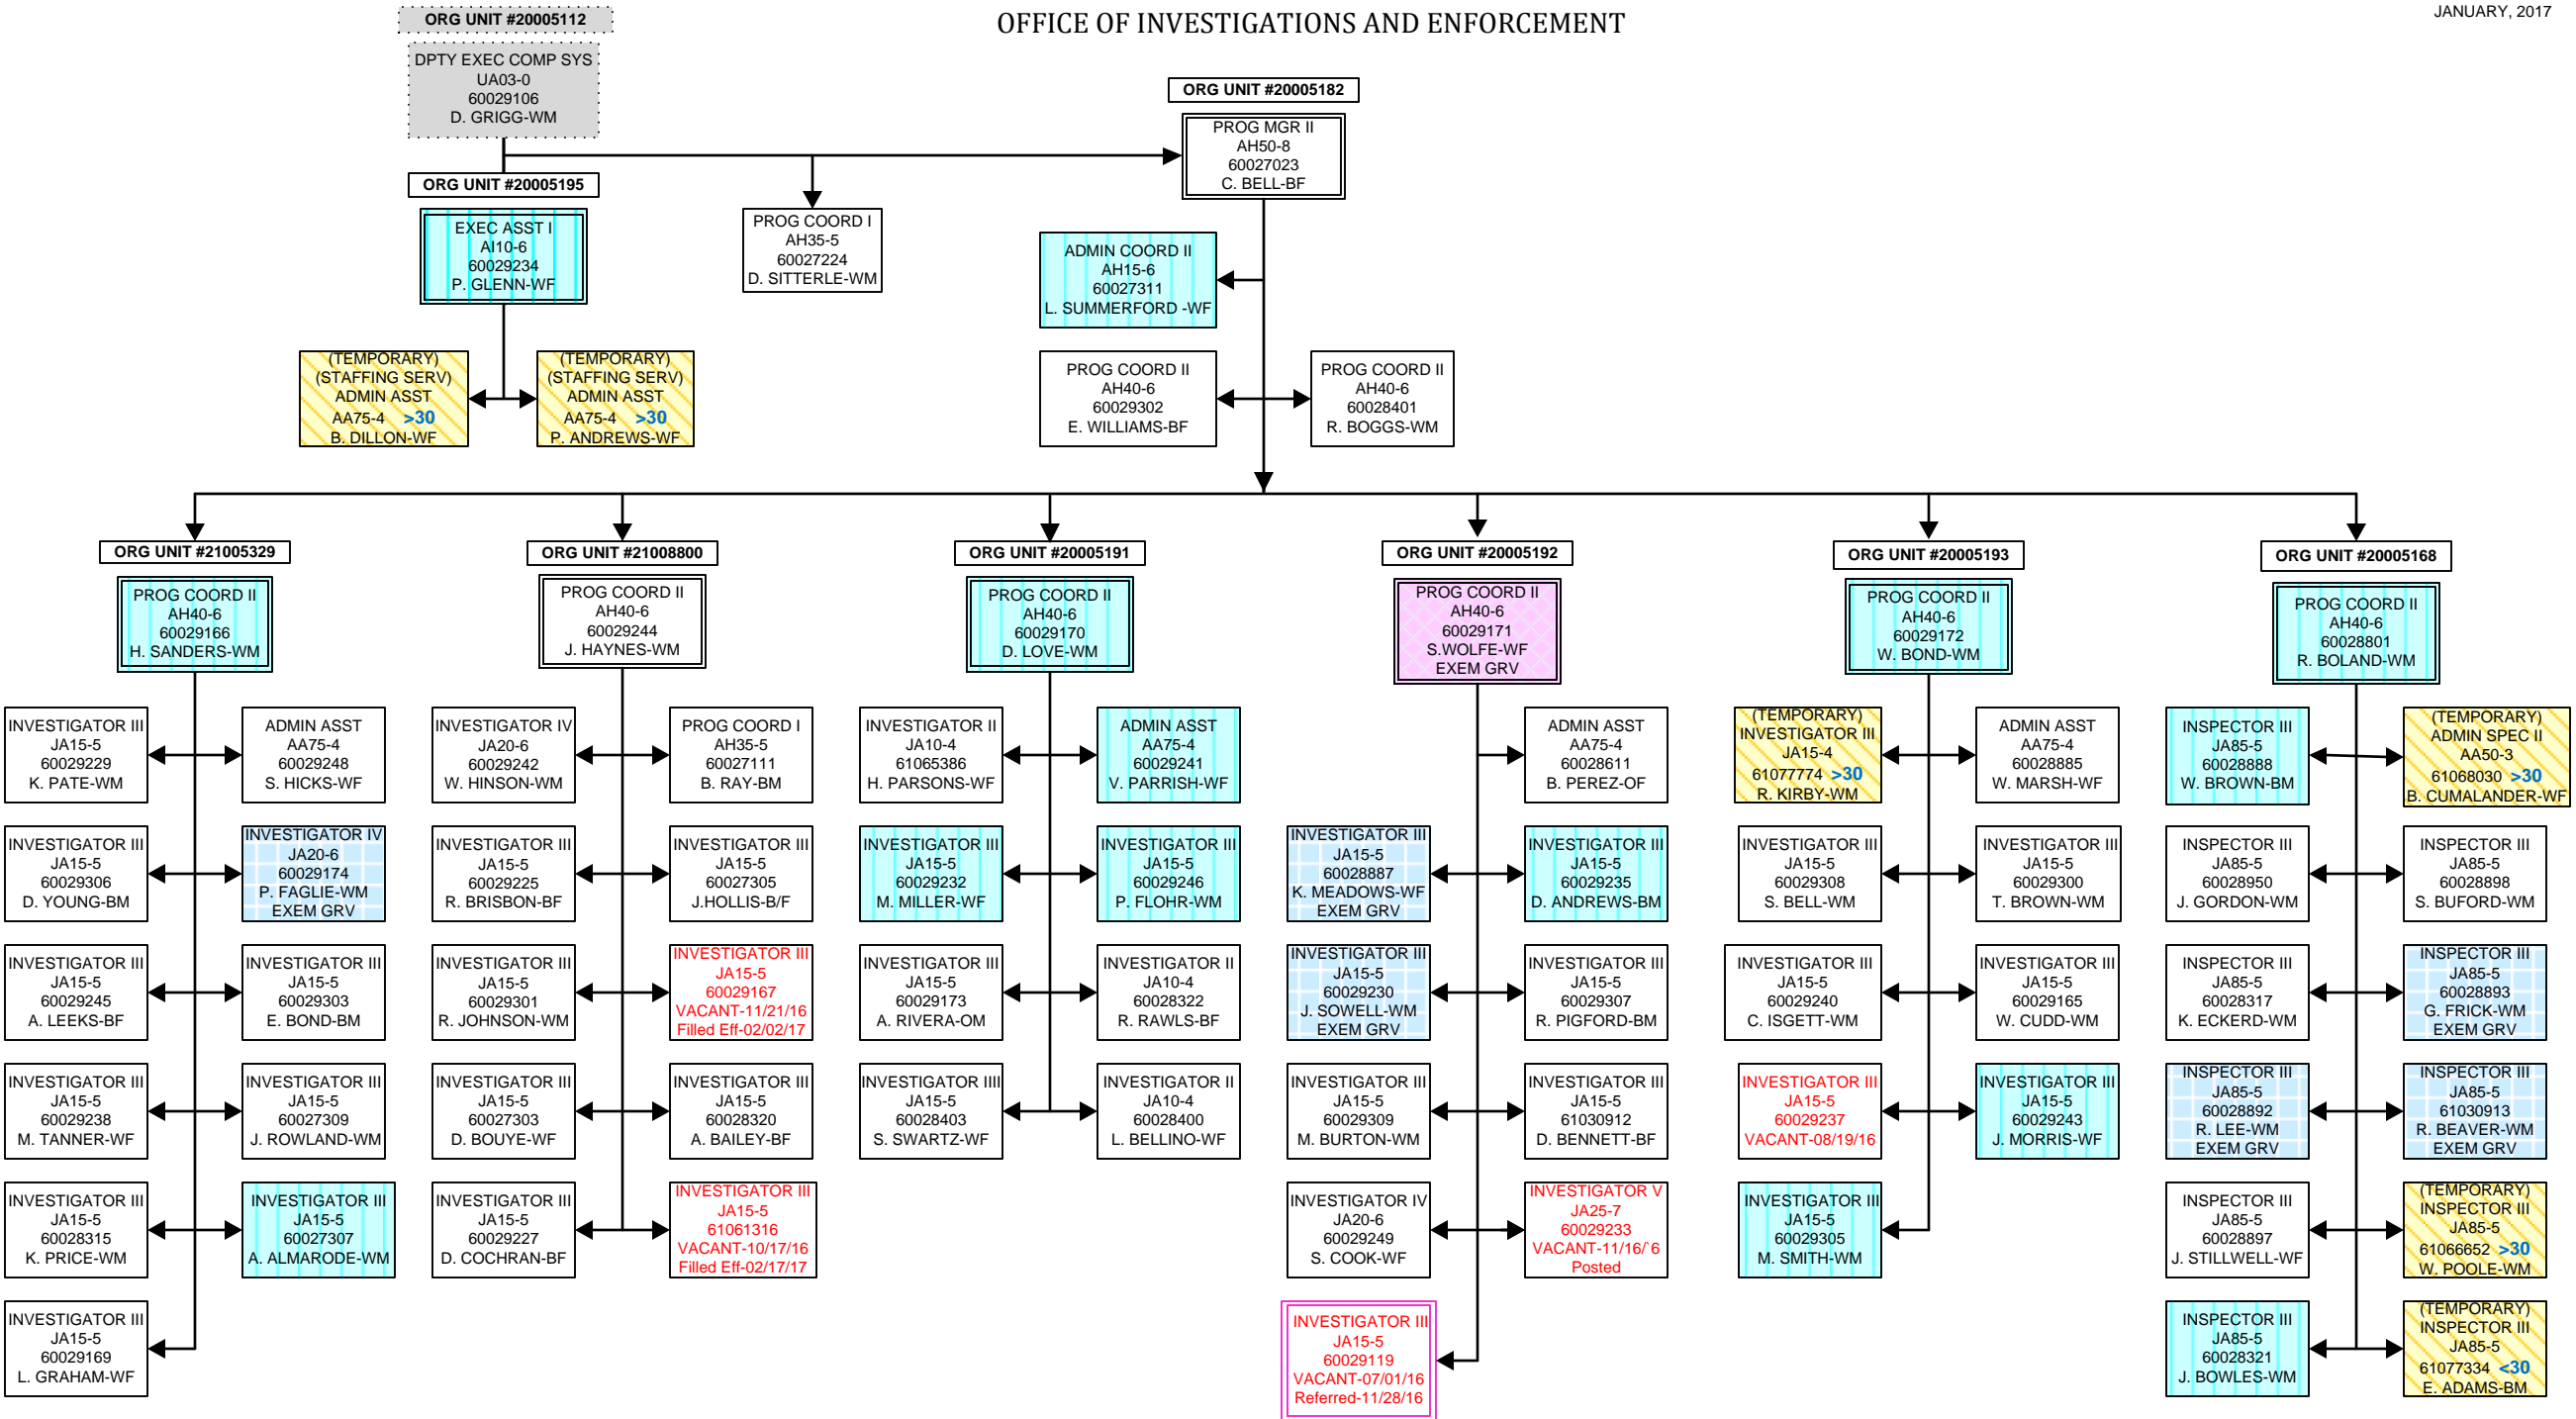 OFFICE OF INVESTIGATIONS AND ENFORCEMENT
JANUARY, 2017
ORG UNIT #20005112
DPTY EXEC COMP SYS
UA03-0
60029106
D. GRIGG-WM
ORG UNIT #20005182
PROG MGR II
AH50-8
60027023
C. BELL-BF
ORG UNIT #20005195
EXEC ASST I
AI10-6
60029234
P. GLENN-WF
PROG COORD I
AH35-5
60027224
D. SITTERLE-WM
ADMIN COORD II
AH15-6
60027311
L. SUMMERFORD -WF
(TEMPORARY)
(STAFFING SERV)
ADMIN ASST
AA75-4 >30
B. DILLON-WF
(TEMPORARY)
(STAFFING SERV)
ADMIN ASST
AA75-4 >30
P. ANDREWS-WF
PROG COORD II
AH40-6
60029302
E. WILLIAMS-BF
PROG COORD II
AH40-6
60028401
R. BOGGS-WM
ORG UNIT #21005329
PROG COORD II
AH40-6
60029166
H. SANDERS-WM
INVESTIGATOR III
JA15-5
60029229
K. PATE-WM
ADMIN ASST
AA75-4
60029248
S. HICKS-WF
INVESTIGATOR III
JA15-5
60029306
D. YOUNG-BM
INVESTIGATOR IV
JA20-6
60029174
P. FAGLIE-WM
EXEM GRV
INVESTIGATOR III
JA15-5
60029245
A. LEEKS-BF
INVESTIGATOR III
JA15-5
60029303
E. BOND-BM
INVESTIGATOR III
JA15-5
60029238
M. TANNER-WF
INVESTIGATOR III
JA15-5
60027309
J. ROWLAND-WM
INVESTIGATOR III
JA15-5
60028315
K. PRICE-WM
INVESTIGATOR III
JA15-5
60027307
A. ALMARODE-WM
INVESTIGATOR III
JA15-5
60029169
L. GRAHAM-WF
ORG UNIT #21008800
PROG COORD II
AH40-6
60029244
J. HAYNES-WM
INVESTIGATOR IV
JA20-6
60029242
W. HINSON-WM
PROG COORD I
AH35-5
60027111
B. RAY-BM
INVESTIGATOR III
JA15-5
60029225
R. BRISBON-BF
INVESTIGATOR III
JA15-5
60027305
J.HOLLIS-B/F
INVESTIGATOR III
JA15-5
60029301
R. JOHNSON-WM
INVESTIGATOR III
JA15-5
60029167
VACANT-11/21/16
Filled Eff-02/02/17
INVESTIGATOR III
JA15-5
60027303
D. BOUYE-WF
INVESTIGATOR III
JA15-5
60028320
A. BAILEY-BF
INVESTIGATOR III
JA15-5
60029227
D. COCHRAN-BF
INVESTIGATOR III
JA15-5
61061316
VACANT-10/17/16
Filled Eff-02/17/17
ORG UNIT #20005191
PROG COORD II
AH40-6
60029170
D. LOVE-WM
INVESTIGATOR II
JA10-4
61065386
H. PARSONS-WF
ADMIN ASST
AA75-4
60029241
V. PARRISH-WF
INVESTIGATOR III
JA15-5
60029232
M. MILLER-WF
INVESTIGATOR III
JA15-5
60029246
P. FLOHR-WM
INVESTIGATOR III
JA15-5
60029173
A. RIVERA-OM
INVESTIGATOR II
JA10-4
60028322
R. RAWLS-BF
INVESTIGATOR IIII
JA15-5
60028403
S. SWARTZ-WF
INVESTIGATOR II
JA10-4
60028400
L. BELLINO-WF
ORG UNIT #20005192
PROG COORD II
AH40-6
60029171
S.WOLFE-WF
EXEM GRV
ADMIN ASST
AA75-4
60028611
B. PEREZ-OF
INVESTIGATOR III
JA15-5
60028887
K. MEADOWS-WF
EXEM GRV
INVESTIGATOR III
JA15-5
60029235
D. ANDREWS-BM
INVESTIGATOR III
JA15-5
60029230
J. SOWELL-WM
EXEM GRV
INVESTIGATOR III
JA15-5
60029307
R. PIGFORD-BM
INVESTIGATOR III
JA15-5
60029309
M. BURTON-WM
INVESTIGATOR III
JA15-5
61030912
D. BENNETT-BF
INVESTIGATOR IV
JA20-6
60029249
S. COOK-WF
INVESTIGATOR V
JA25-7
60029233
VACANT-11/16/`6
Posted
INVESTIGATOR III
JA15-5
60029119
VACANT-07/01/16
Referred-11/28/16
ORG UNIT #20005193
PROG COORD II
AH40-6
60029172
W. BOND-WM
(TEMPORARY)
INVESTIGATOR III
JA15-4
61077774 >30
R. KIRBY-WM
ADMIN ASST
AA75-4
60028885
W. MARSH-WF
INVESTIGATOR III
JA15-5
60029308
S. BELL-WM
INVESTIGATOR III
JA15-5
60029300
T. BROWN-WM
INVESTIGATOR III
JA15-5
60029240
C. ISGETT-WM
INVESTIGATOR III
JA15-5
60029165
W. CUDD-WM
INVESTIGATOR III
JA15-5
60029237
VACANT-08/19/16
INVESTIGATOR III
JA15-5
60029243
J. MORRIS-WF
INVESTIGATOR III
JA15-5
60029305
M. SMITH-WM
ORG UNIT #20005168
PROG COORD II
AH40-6
60028801
R. BOLAND-WM
INSPECTOR III
JA85-5
60028888
W. BROWN-BM
(TEMPORARY)
ADMIN SPEC II
AA50-3
61068030 >30
B. CUMALANDER-WF
INSPECTOR III
JA85-5
60028950
J. GORDON-WM
INSPECTOR III
JA85-5
60028898
S. BUFORD-WM
INSPECTOR III
JA85-5
60028317
K. ECKERD-WM
INSPECTOR III
JA85-5
60028893
G. FRICK-WM
EXEM GRV
INSPECTOR III
JA85-5
60028892
R. LEE-WM
EXEM GRV
INSPECTOR III
JA85-5
61030913
R. BEAVER-WM
EXEM GRV
INSPECTOR III
JA85-5
60028897
J. STILLWELL-WF
(TEMPORARY)
INSPECTOR III
JA85-5
61066652 >30
W. POOLE-WM
INSPECTOR III
JA85-5
60028321
J. BOWLES-WM
(TEMPORARY)
INSPECTOR III
JA85-5
61077334 <30
E. ADAMS-BM